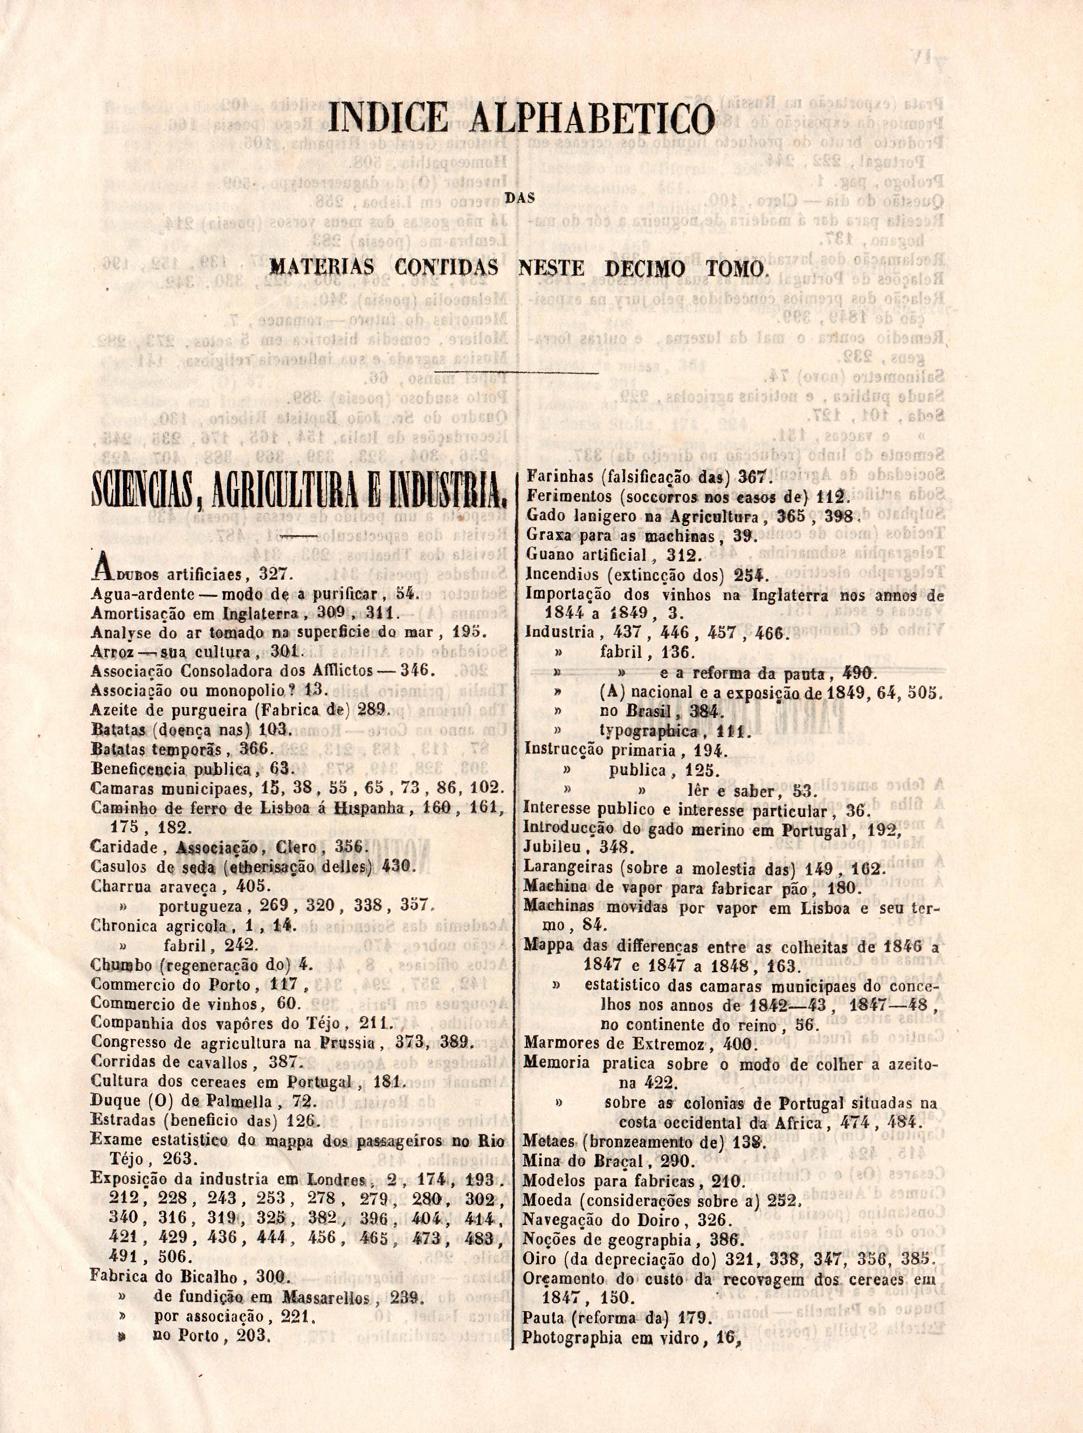 INDICE ALPHABETICO
DAS
MATERIAS CONTIDAS NESTE DECIMO TOMO.
SCIENCIAS, AGRICULTURA E INDUSTRIA.
ADUBOS artificiaes, 327.
Agua-ardente — modo de a purificar, 54.
Amortisação em Inglaterra, 309, 311.
Analyse do ar tomado na superficie do mar, 195.
Arroz — sua cultura, 301.
Associação Consoladora dos Afflictos — 346.
Associação ou monopolio? 13.
Azeite de purgueira (Fabrica de) 289.
Batatas (doença nas) 103.
Batatas temporãs, 366.
Beneficencia publica, 63.
Camaras municipaes, 15, 38, 55, 65, 73, 86, 102.
Caminho de ferro de Lisboa á Hispanha, 160, 161,
175, 182.
Caridade, Associação, Clero, 356.
Casulos de seda (etherisação delles) 430.
Charrua araveça, 405.
» portugueza, 269, 320, 338, 357.
Chronica agricola, 1, 14.
» fabril, 242.
Chumbo (regeneração do) 4.
Commercio do Porto, 117,
Commercio de vinhos, 60.
Companhia dos vapôres do Téjo, 211.
Congresso de agricultura na Prussia, 373, 389.
Corridas de cavallos, 387.
Cultura dos cereaes em Portugal, 181.
Duque (O) de Palmella, 72.
Estradas (beneficio das) 126.
Exame estatistico do mappa dos passageiros no Rio
Téjo, 263.
Exposição da industria em Londres, 2, 174, 193.
212, 228, 243, 253, 278, 279, 280, 302,
340, 316, 319, 325, 382, 396, 404, 414,
421, 429, 436, 444, 456, 465, 473, 483,
491, 506.
Fabrica do Bicalho, 300.
» de fundição em Massarellos, 239.
» por associação, 221.
» no Porto, 203.
Farinhas (falsificação das) 367.
Ferimentos (soccorros nos casos de) 112.
Gado lanigero na Agricultura, 365, 398.
Graxa para as machinas, 39.
Guano artificial, 312.
Incendios (extincção dos) 254.
Importação dos vinhos na Inglaterra nos annos de
1844 a 1849, 3.
Industria, 437, 446, 457, 466.
» fabril, 136.
» » e a reforma da pauta, 490.
» (A) nacional e a exposição de 1849, 64, 505.
» no Brasil, 384.
» typographica, 111.
Instrucção primaria, 194.
» publica, 125.
» » lêr e saber, 53.
Interesse publico e interesse particular, 36.
Introducção do gado merino em Portugal, 192,
Jubileu, 348.
Larangeiras (sobre a molestia das) 149, 162.
Machina de vapor para fabricar pão, 180.
Machinas movidas por vapor em Lisboa e seu ter-
mo, 84.
Mappa das differenças entre as colheitas de 1846 a
1847 e 1847 a 1848, 163.
» estatistico das camaras municipaes do conce-
lhos nos annos de 1842—43, 1847—48,
no continente do reino, 56.
Marmores de Extremoz, 400.
Memoria pratica sobre o modo de colher a azeito-
na 422.
» sobre as colonias de Portugal situadas na
costa occidental da Africa, 474, 484.
Metaes (bronzeamento de) 138.
Mina do Braçal, 290.
Modelos para fabricas, 210.
Moeda (considerações sobre a) 252.
Navegação do Doiro, 326.
Noções de geographia, 386.
Oiro (da depreciação do) 321, 338, 347, 356, 385.
Orçamento do custo da recovagem dos cereaes em
1847, 150.
Pauta (reforma da) 179.
Photographia em vidro, 16,